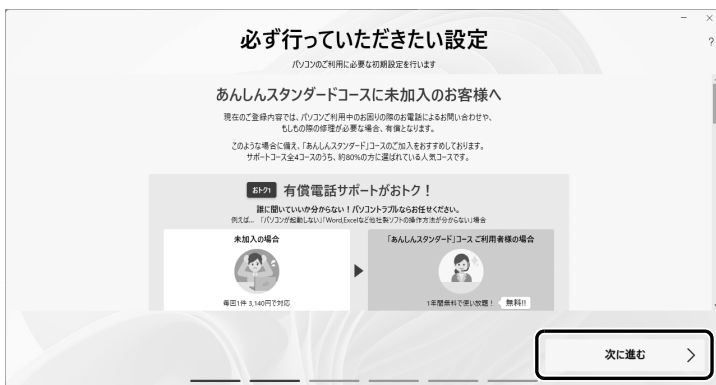 必ず行っていただきたい設定
パソコンのご利用に必要な初期設定を行います
?
あんしんスタンダードコースに未加入のお客様へ
現在のご登録内容では、パソコンご利用中のお困りの際のお電話によるお問い合わせや、
もしもの際の修理が必要な場合、有償となります。
このような場合に備え、「あんしんスタンダード」コースのご加入をおすすめしております。
サポートコース全4コースのうち、約80%の方に選ばれている人気コースです。
おトク1 有償電話サポートがおトク！
誰に聞いていいか分からない！パソコントラブルならお任せください。
例えば… 「パソコンが起動しない」「Word,Excelなど他社製ソフトの操作方法が分からない」場合
未加入の場合
「あんしんスタンダード」コース ご利用者様の場合
毎回1件 3,140円で対応
1年間無料で使い放題！ 無料!!
次に進む